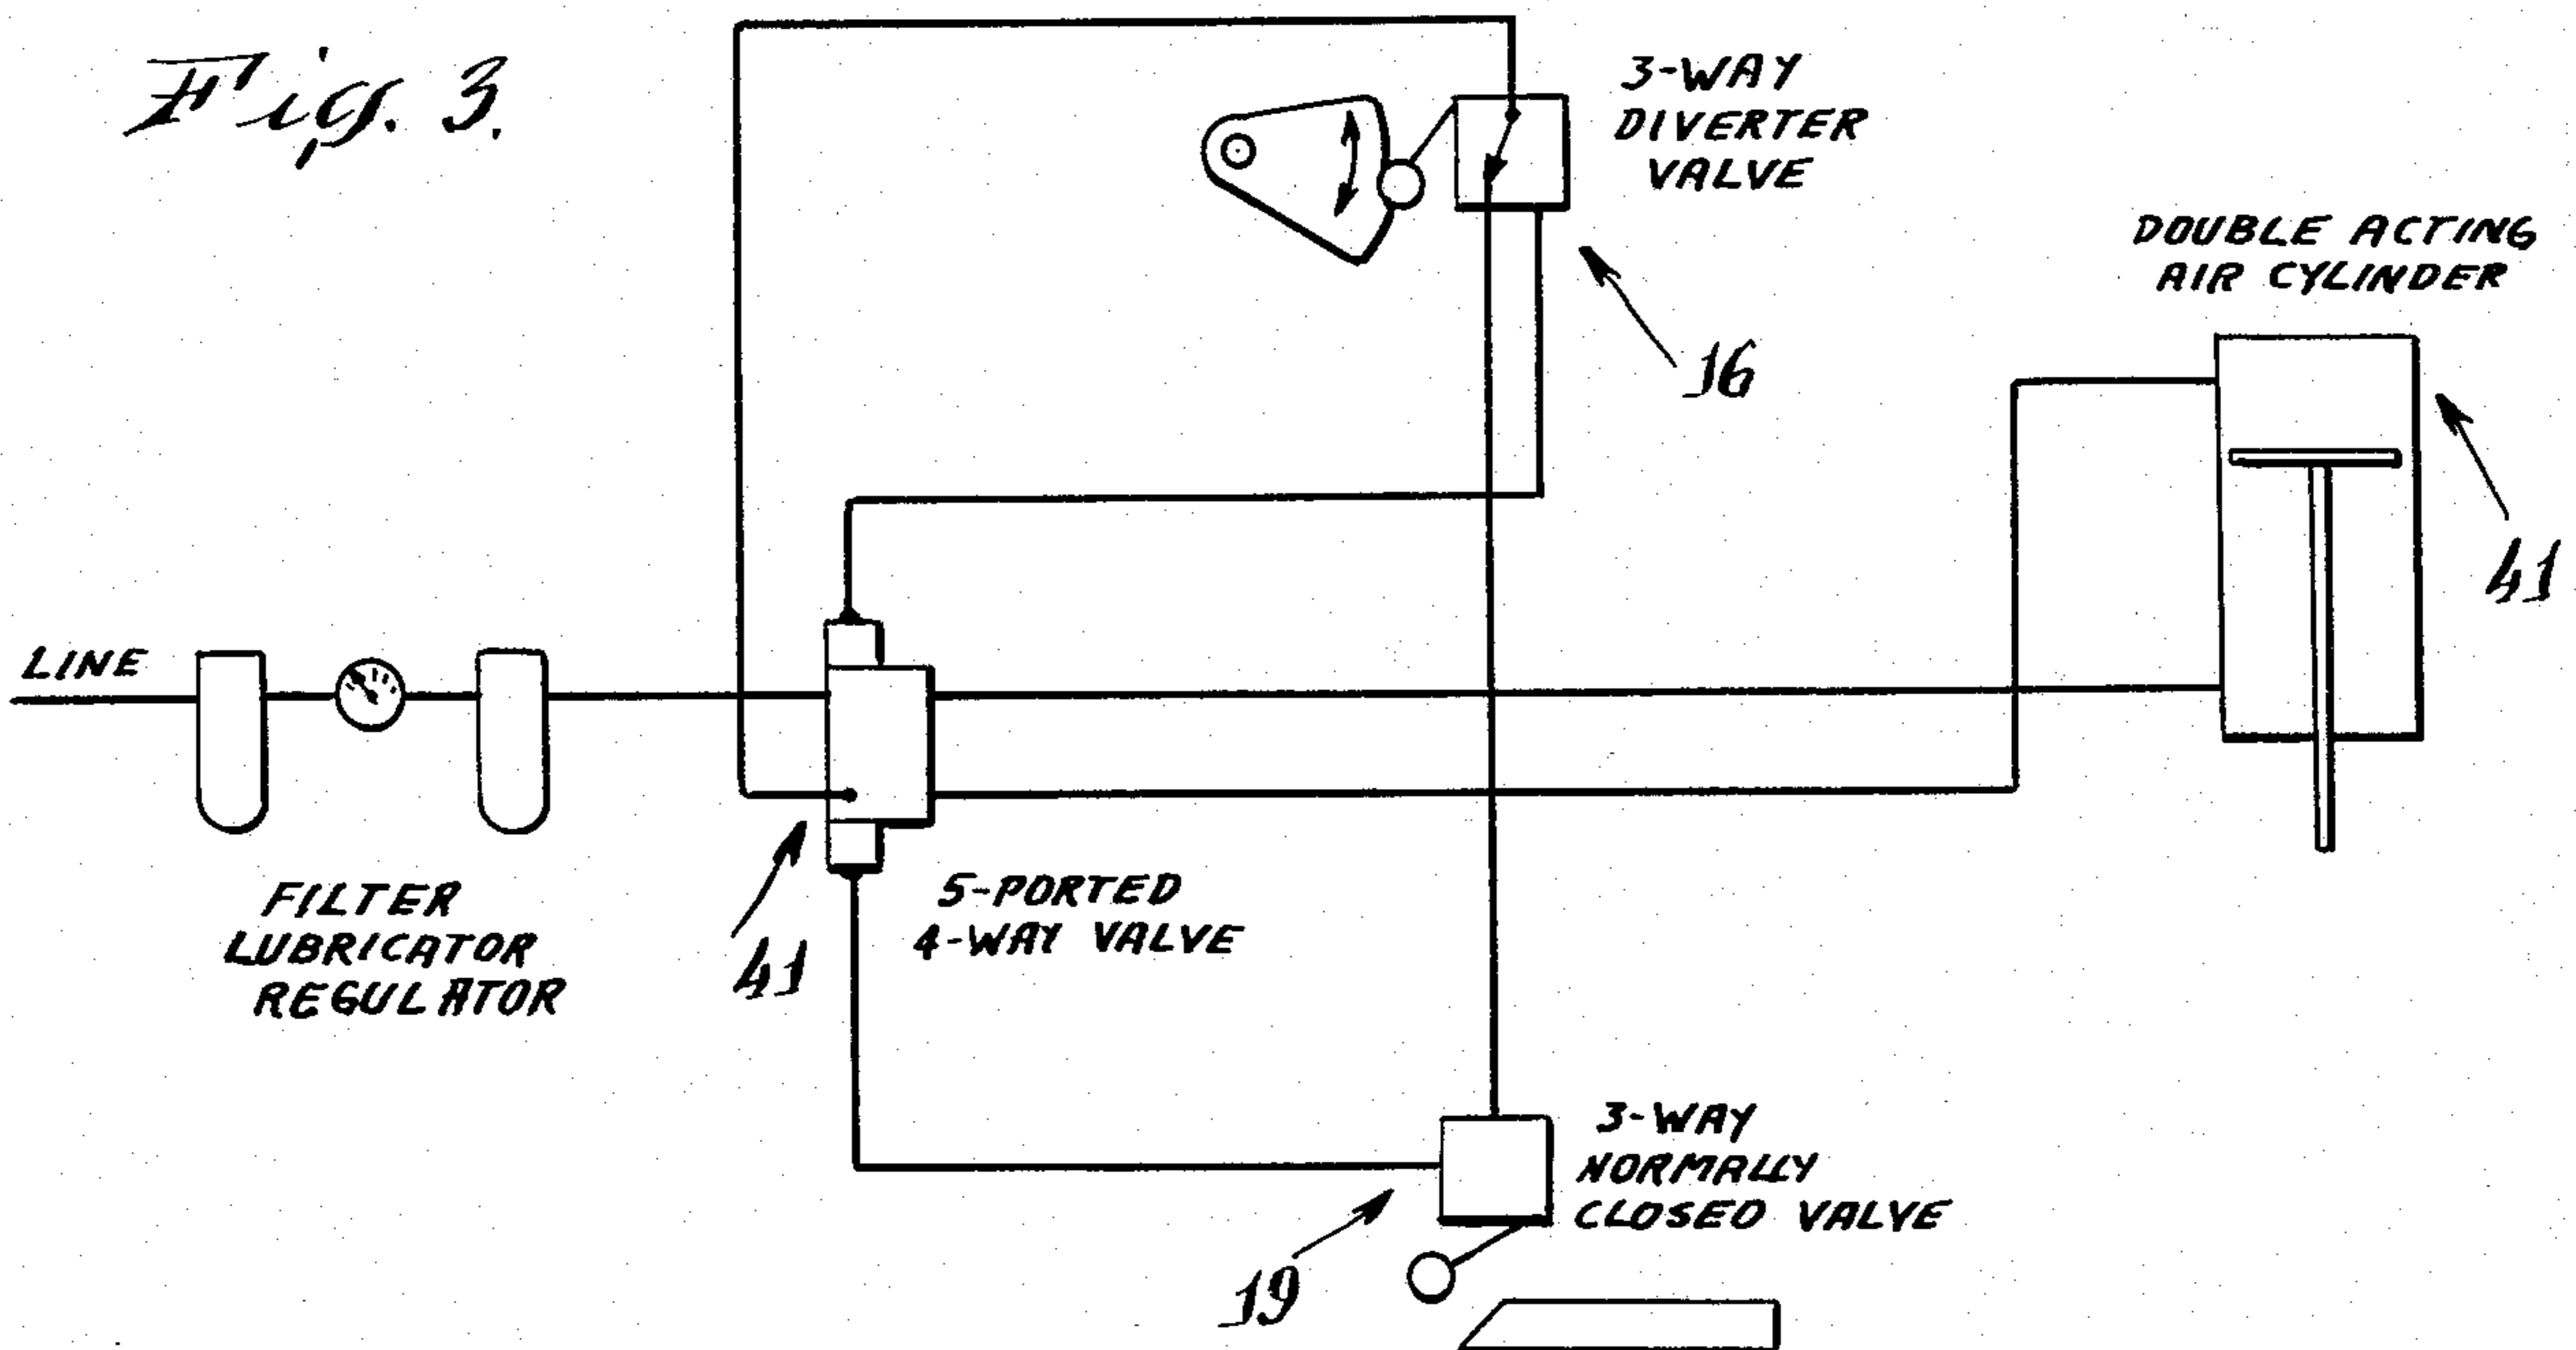 Fig. 3.
3-WAY
DIVERTER
VALVE
16
DOUBLE ACTING
AIR CYLINDER
41
LINE
FILTER
LUBRICATOR
REGULATOR
41
5-PORTED
4-WAY VALVE
3-WAY
NORMALLY
CLOSED VALVE
19